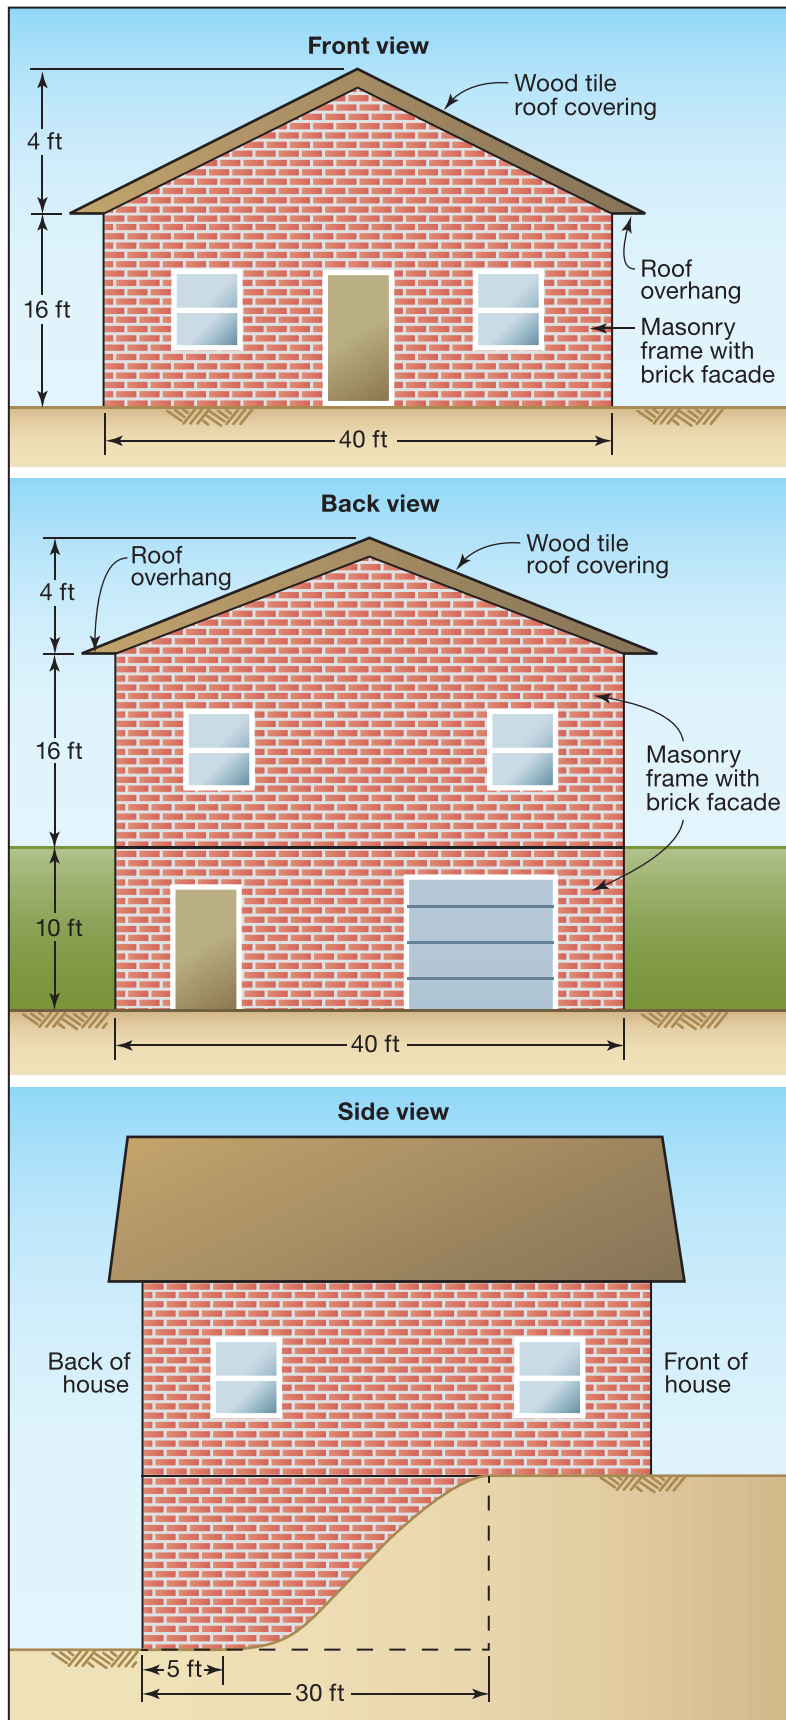 Front view
Wood tile
roof covering
4 ft
16 ft
Roof
overhang
Masonry
frame with
brick facade
40 ft
Back view
Roof
overhang
Wood tile
roof covering
4 ft
16 ft
Masonry
frame with
brick facade
10 ft
40 ft
Side view
Back of
house
Front of
house
5 ft
30 ft